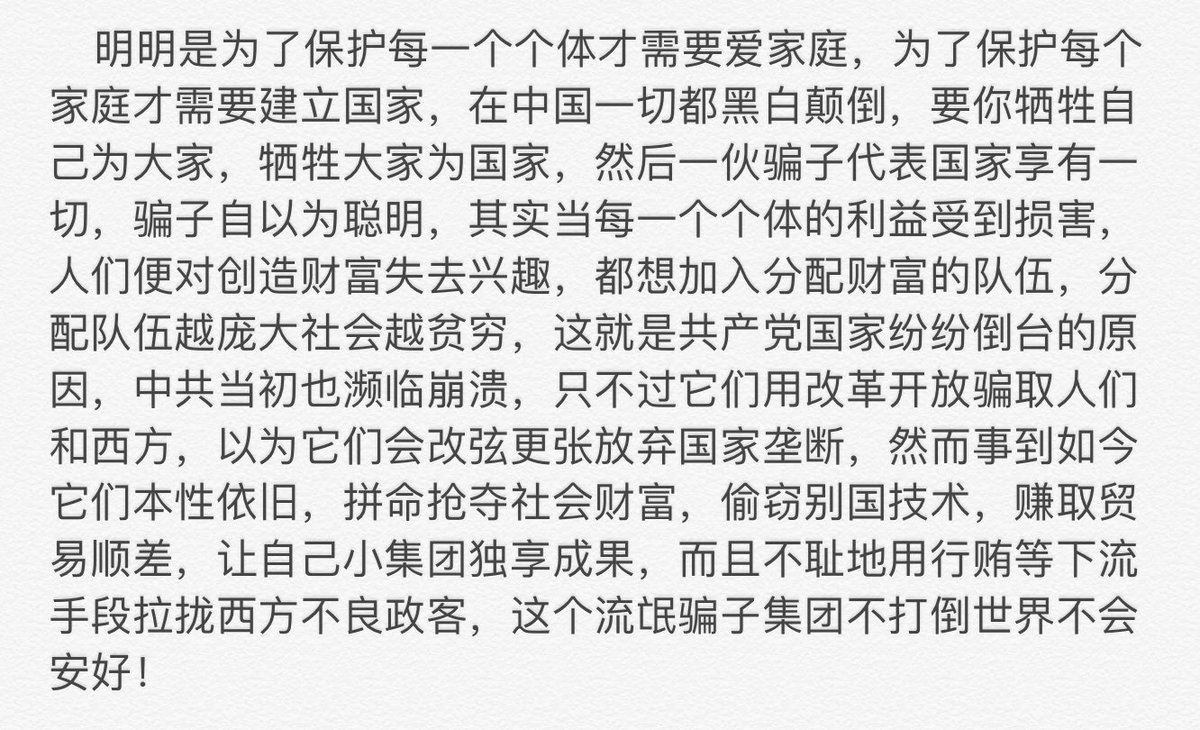 明明是为了保护每一个个体才需要爱家庭，为了保护每个
家庭才需要建立国家，在中国一切都黑白颠倒，要你牺牲自
己为大家，牺牲大家为国家，然后一伙骗子代表国家享有一
切，骗子自以为聪明，其实当每一个个体的利益受到损害，
人们便对创造财富失去兴趣，都想加入分配财富的队伍，分
配队伍越庞大社会越贫穷，这就是共产党国家纷纷倒台的原
因，中共当初也濒临崩溃，只不过它们用改革开放骗取人们
和西方，以为它们会改弦更张放弃国家垄断，然而事到如今
它们本性依旧，拼命抢夺社会财富，偷窃别国技术，赚取贸
易顺差，让自己小集团独享成果，而且不耻地用行贿等下流
手段拉拢西方不良政客，这个流氓骗子集团不打倒世界不会
安好！